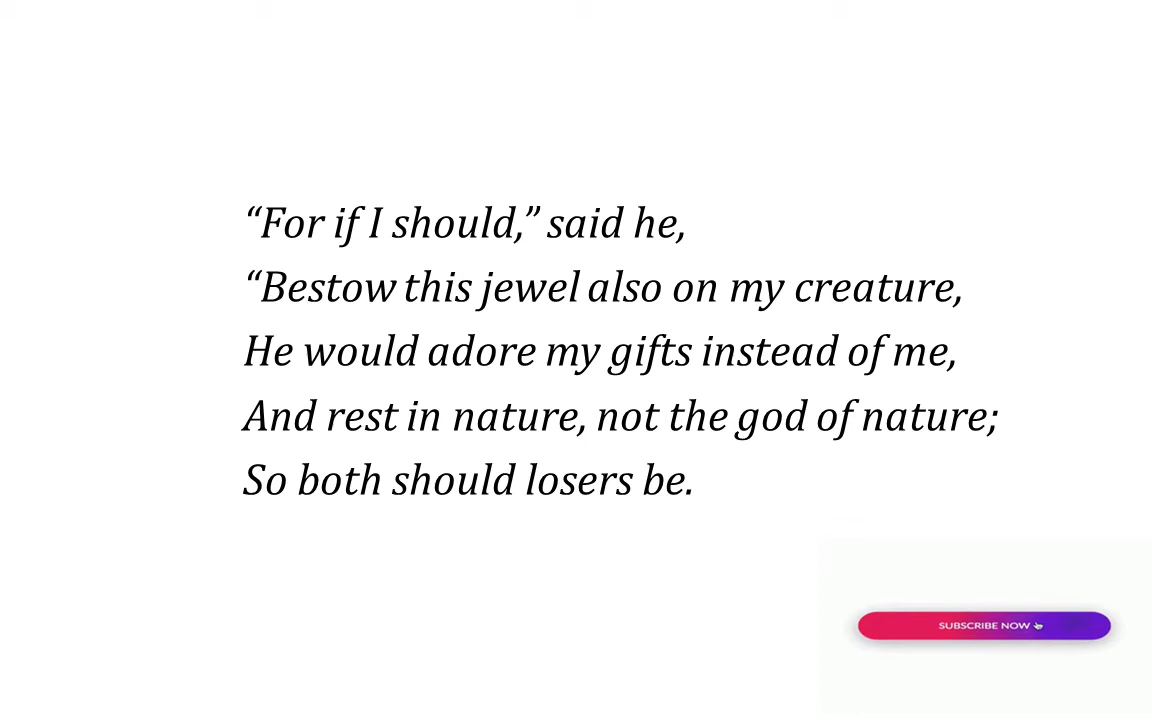 “For if I should,” said he,
“Bestow this jewel also on my creature,
He would adore my gifts instead of me,
And rest in nature, not the god of nature;
So both should losers be.
SUBSCRIBE NOW